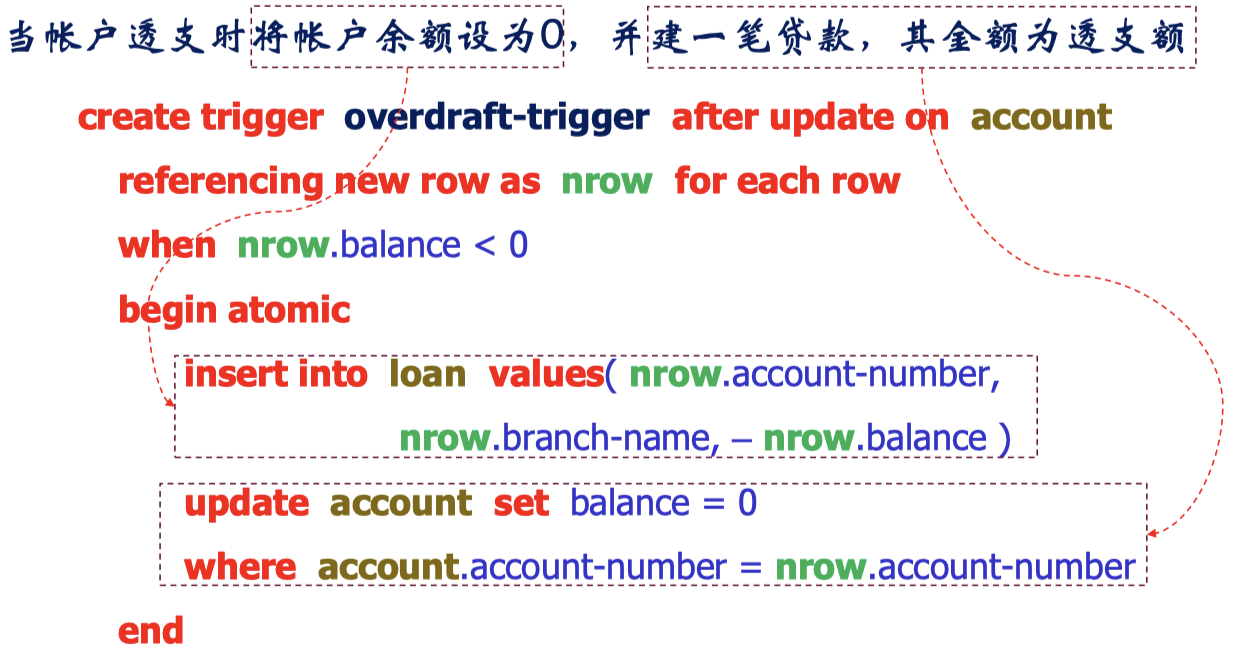 当帐户透支时将帐户余额设为0，并建一笔贷款，其金额为透支额
create trigger overdraft-trigger after update on account
referencing new row as nrow for each row
when nrow.balance < 0
begin atomic
insert into loan values( nrow.account-number,
nrow.branch-name, – nrow.balance )
update account set balance = 0
where account.account-number = nrow.account-number
end